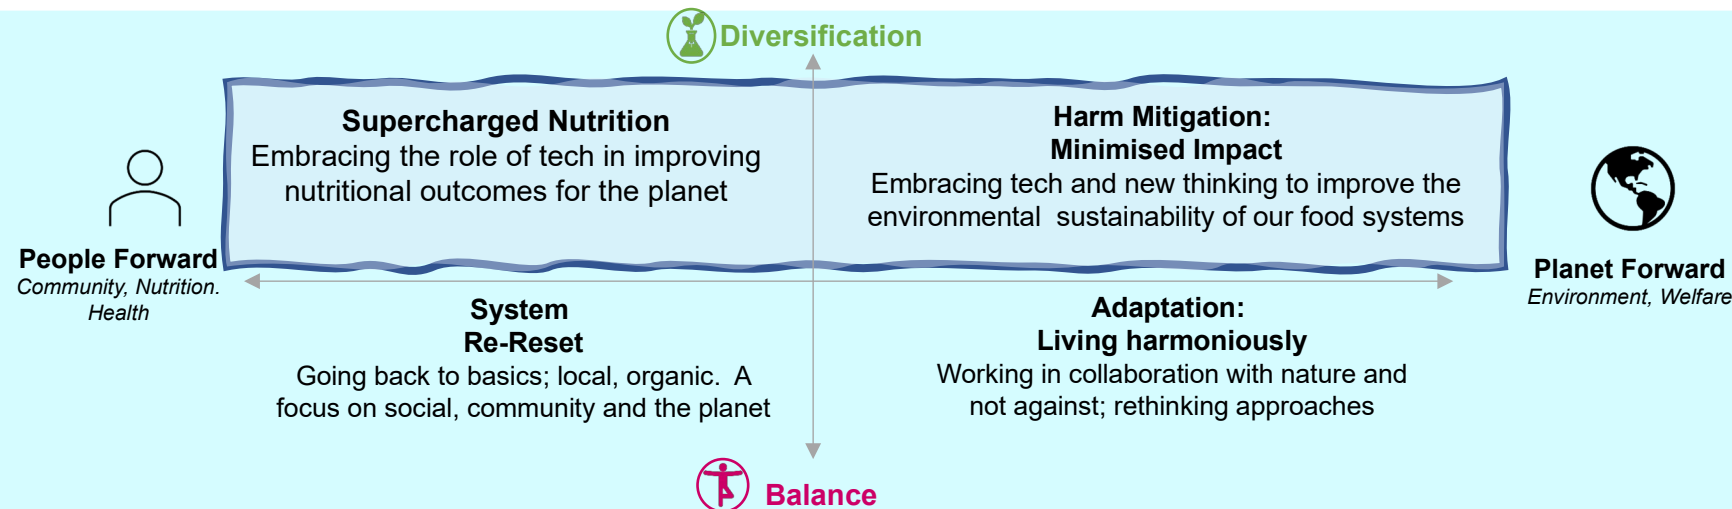 Diversification
Supercharged Nutrition
Embracing the role of tech in improving
nutritional outcomes for the planet
Harm Mitigation:
Minimised Impact
Embracing tech and new thinking to improve the
environmental  sustainability of our food systems
People Forward
Community, Nutrition.
Health
Planet Forward
Environment, Welfare
System
Re-Reset
Going back to basics; local, organic.  A
focus on social, community and the planet
Adaptation:
Living harmoniously
Working in collaboration with nature and
not against; rethinking approaches
Balance